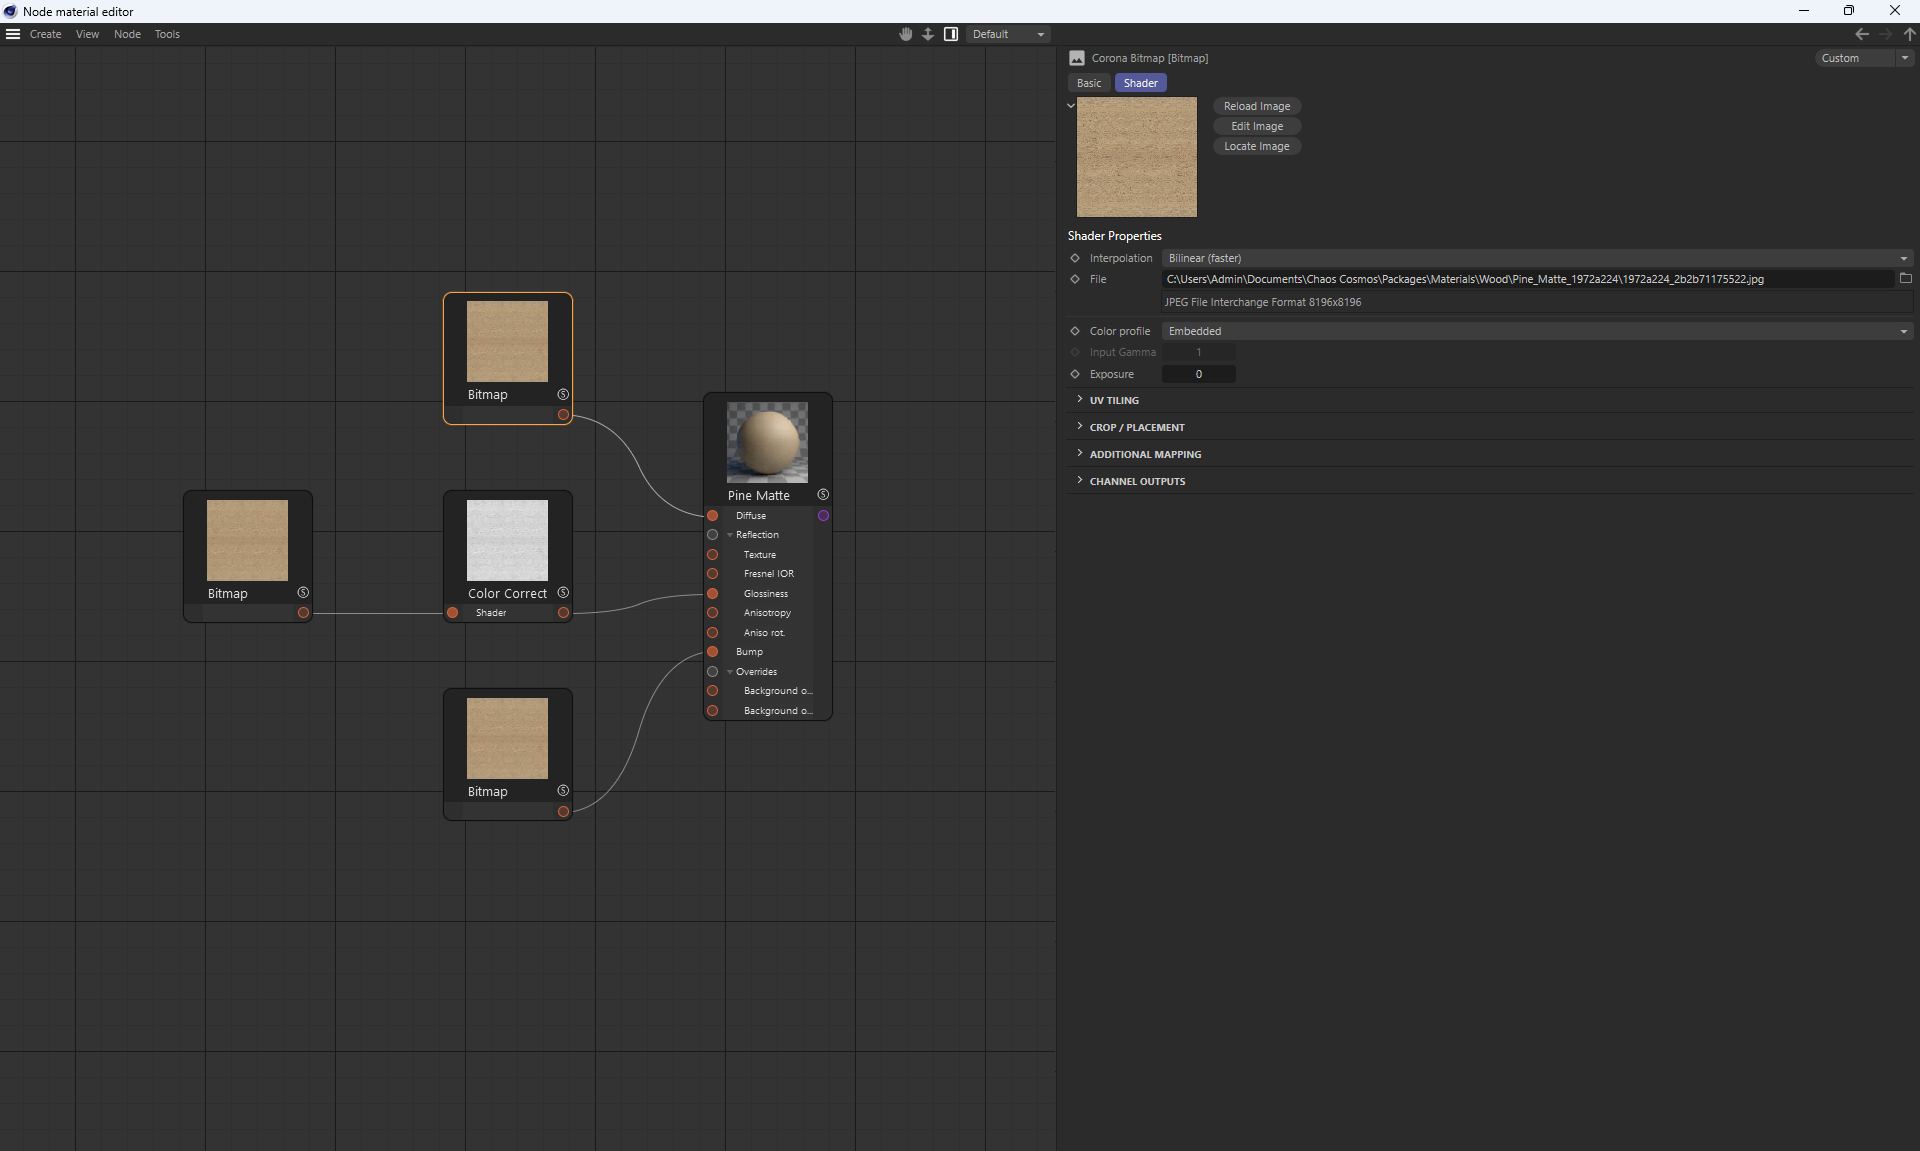 Node material editor
Create View Node Tools Default
Corona Bitmap [Bitmap] Custom
Basic Shader
Reload Image
Edit Image
Locate Image
Shader Properties
Interpolation Bilinear (faster)
File C:\Users\Admin\Documents\Chaos Cosmos\Packages\Materials\Wood\Pine_Matte_1972a224\1972a224_2b2b71175522.jpg
JPEG File Interchange Format 8196x8196
Color profile Embedded
Input Gamma 1
Exposure 0
UV TILING
CROP / PLACEMENT
ADDITIONAL MAPPING
CHANNEL OUTPUTS
Bitmap S
Bitmap S
Color Correct S
Shader
Bitmap S
Pine Matte S
Diffuse
Reflection
Texture
Fresnel IOR
Glossiness
Anisotropy
Aniso rot.
Bump
Overrides
Background o...
Background o...